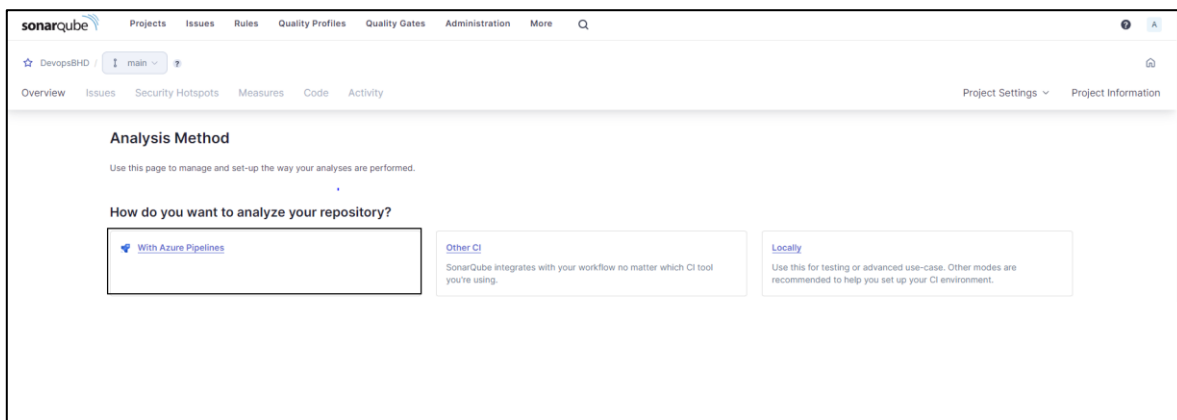 sonarqube Projects Issues Rules Quality Profiles Quality Gates Administration More ? A
DevopsBHD / main ?
Overview Issues Security Hotspots Measures Code Activity Project Settings Project Information
Analysis Method
Use this page to manage and set-up the way your analyses are performed.
How do you want to analyze your repository?
With Azure Pipelines
Other CI
SonarQube integrates with your workflow no matter which CI tool
you're using.
Locally
Use this for testing or advanced use-case. Other modes are
recommended to help you set up your CI environment.